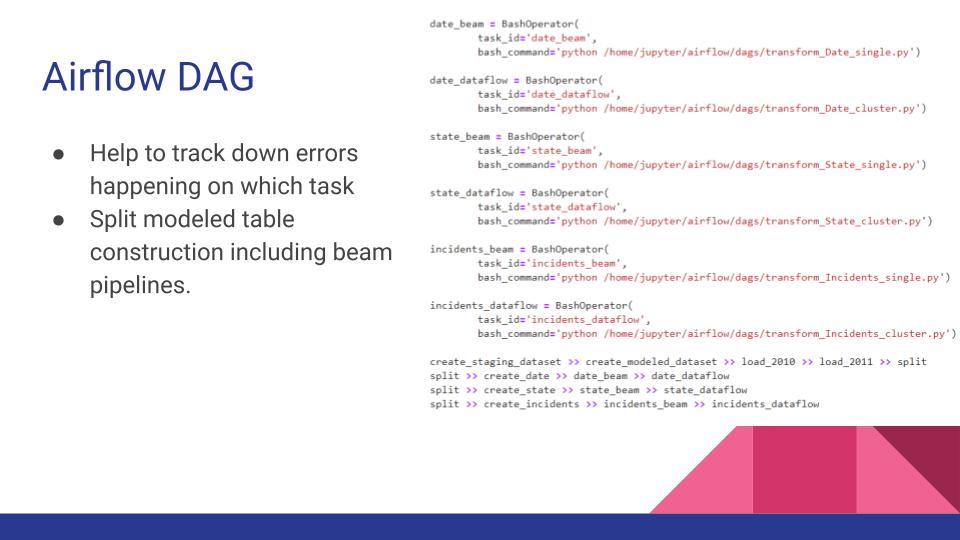 Airflow DAG
● Help to track down errors
happening on which task
● Split modeled table
construction including beam
pipelines.
date_beam = BashOperator(
        task_id='date_beam',
        bash_command='python /home/jupyter/airflow/dags/transform_Date_single.py')
date_dataflow = BashOperator(
        task_id='date_dataflow',
        bash_command='python /home/jupyter/airflow/dags/transform_Date_cluster.py')
state_beam = BashOperator(
        task_id='state_beam',
        bash_command='python /home/jupyter/airflow/dags/transform_State_single.py')
state_dataflow = BashOperator(
        task_id='state_dataflow',
        bash_command='python /home/jupyter/airflow/dags/transform_State_cluster.py')
incidents_beam = BashOperator(
        task_id='incidents_beam',
        bash_command='python /home/jupyter/airflow/dags/transform_Incidents_single.py')
incidents_dataflow = BashOperator(
        task_id='incidents_dataflow',
        bash_command='python /home/jupyter/airflow/dags/transform_Incidents_cluster.py')
create_staging_dataset >> create_modeled_dataset >> load_2010 >> load_2011 >> split
split >> create_date >> date_beam >> date_dataflow
split >> create_state >> state_beam >> state_dataflow
split >> create_incidents >> incidents_beam >> incidents_dataflow